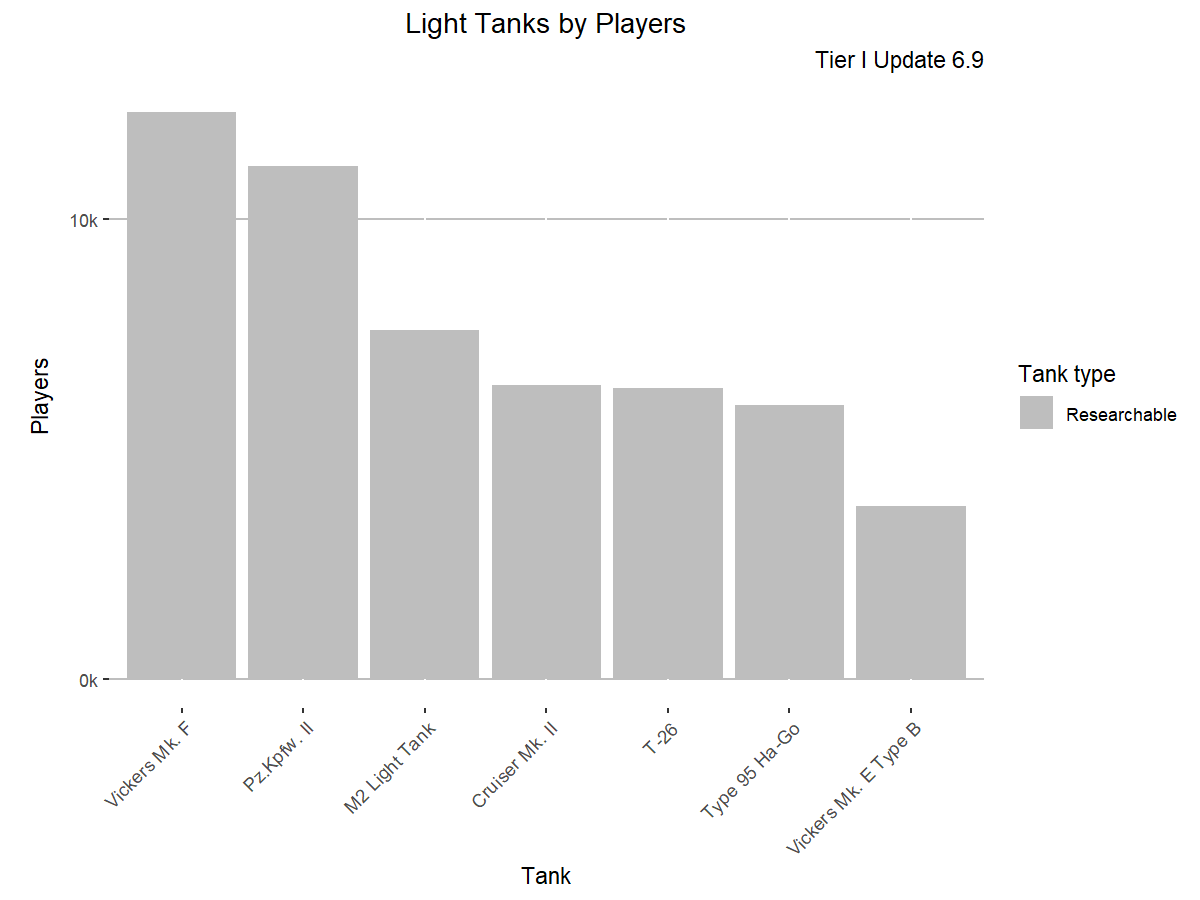 Light Tanks by Players
Tier I Update 6.9
Players
10k
0k
Vickers Mk. F
Pz.Kpfw. II
M2 Light Tank
Cruiser Mk. II
T-26
Type 95 Ha-Go
Vickers Mk. E Type B
Tank
Tank type
Researchable